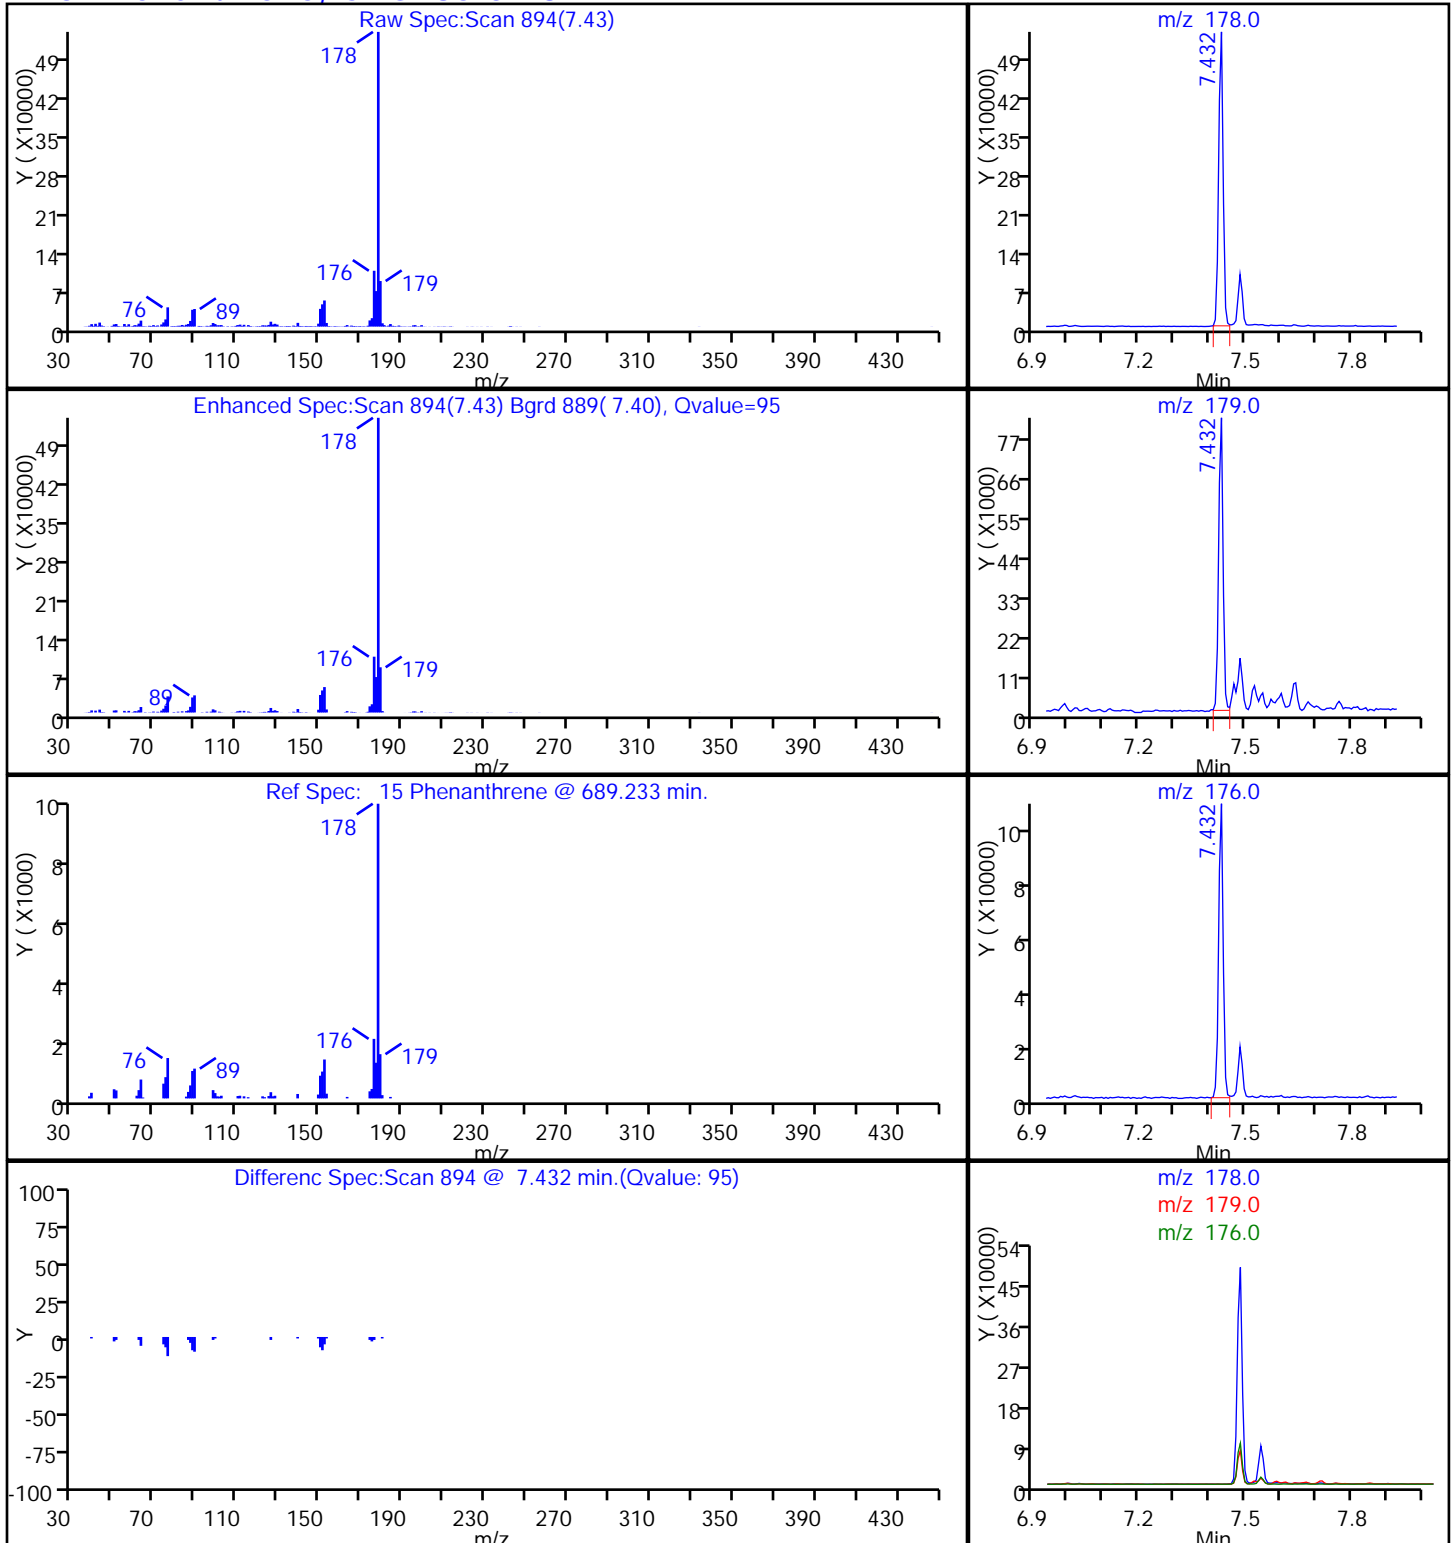 Raw Spec:Scan 894(7.43)
Y ( X10000)
49
42
35
28
21
14
7
0
178
176
179
76
89
30 70 110 150 190 230 270 310 350 390 430
m/z
m/z 178.0
Y ( X10000)
49
42
35
28
21
14
7
0
7.432
6.9 7.2 7.5 7.8
Min
Enhanced Spec:Scan 894(7.43) Bgrd 889( 7.40), Qvalue=95
Y ( X10000)
49
42
35
28
21
14
7
0
178
176
179
89
30 70 110 150 190 230 270 310 350 390 430
m/z
m/z 179.0
Y ( X1000)
77
66
55
44
33
22
11
0
7.432
6.9 7.2 7.5 7.8
Min
Ref Spec: 15 Phenanthrene @ 689.233 min.
Y ( X1000)
10
8
6
4
2
0
178
176
179
76
89
30 70 110 150 190 230 270 310 350 390 430
m/z
m/z 176.0
Y ( X10000)
10
8
6
4
2
0
7.432
6.9 7.2 7.5 7.8
Min
Differenc Spec:Scan 894 @ 7.432 min.(Qvalue: 95)
Y
100
75
50
25
0
-25
-50
-75
-100
30 70 110 150 190 230 270 310 350 390 430
m/z
m/z 178.0
m/z 179.0
m/z 176.0
Y ( X10000)
54
45
36
27
18
9
0
6.9 7.2 7.5 7.8
Min